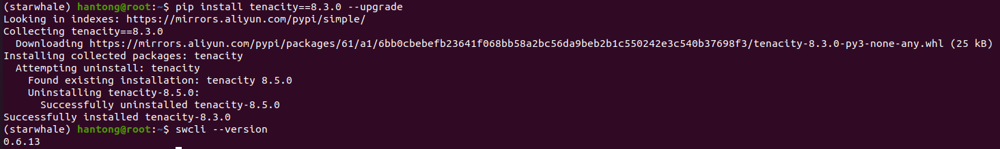 (starwhale) hantong@root:~$ pip install tenacity==8.3.0 --upgrade
Looking in indexes: https://mirrors.aliyun.com/pypi/simple/
Collecting tenacity==8.3.0
  Downloading https://mirrors.aliyun.com/pypi/packages/61/a1/6bb0cbebefb23641f068bb58a2bc56da9beb2b1c550242e3c540b37698f3/tenacity-8.3.0-py3-none-any.whl (25 kB)
Installing collected packages: tenacity
  Attempting uninstall: tenacity
    Found existing installation: tenacity 8.5.0
    Uninstalling tenacity-8.5.0:
      Successfully uninstalled tenacity-8.5.0
Successfully installed tenacity-8.3.0
(starwhale) hantong@root:~$ swcli --version
0.6.13